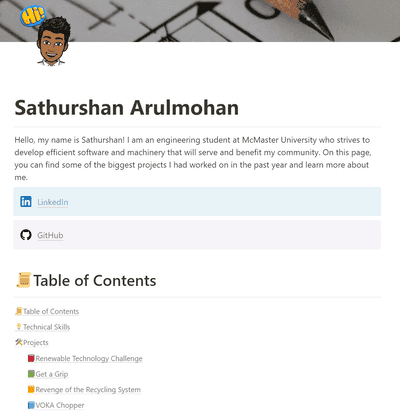 Hi!
Sathurshan Arulmohan
Hello, my name is Sathurshan! I am an engineering student at McMaster University who strives to
develop efficient software and machinery that will serve and benefit my community. On this page,
you can find some of the biggest projects I had worked on in the past year and learn more about
me.
LinkedIn
GitHub
Table of Contents
Table of Contents
Technical Skills
Projects
Renewable Technology Challenge
Get a Grip
Revenge of the Recycling System
VOKA Chopper